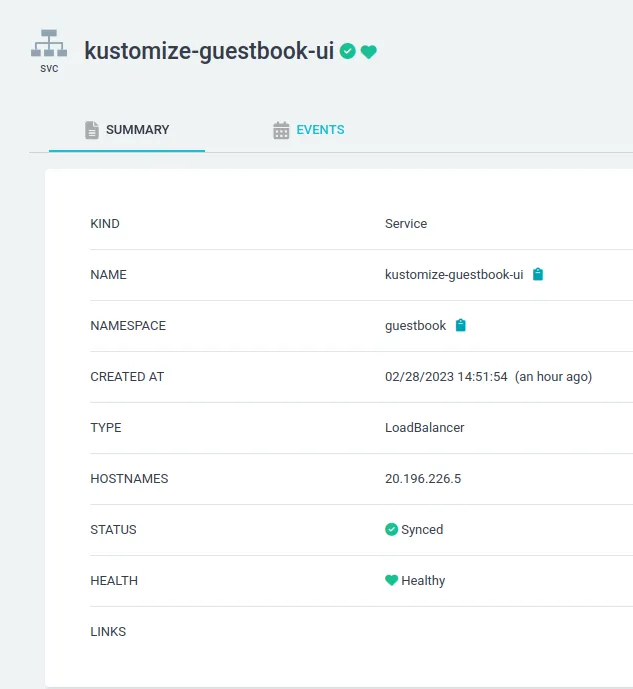 kustomize-guestbook-ui
svc
SUMMARY EVENTS
KIND Service
NAME kustomize-guestbook-ui
NAMESPACE guestbook
CREATED AT 02/28/2023 14:51:54 (an hour ago)
TYPE LoadBalancer
HOSTNAMES 20.196.226.5
STATUS Synced
HEALTH Healthy
LINKS